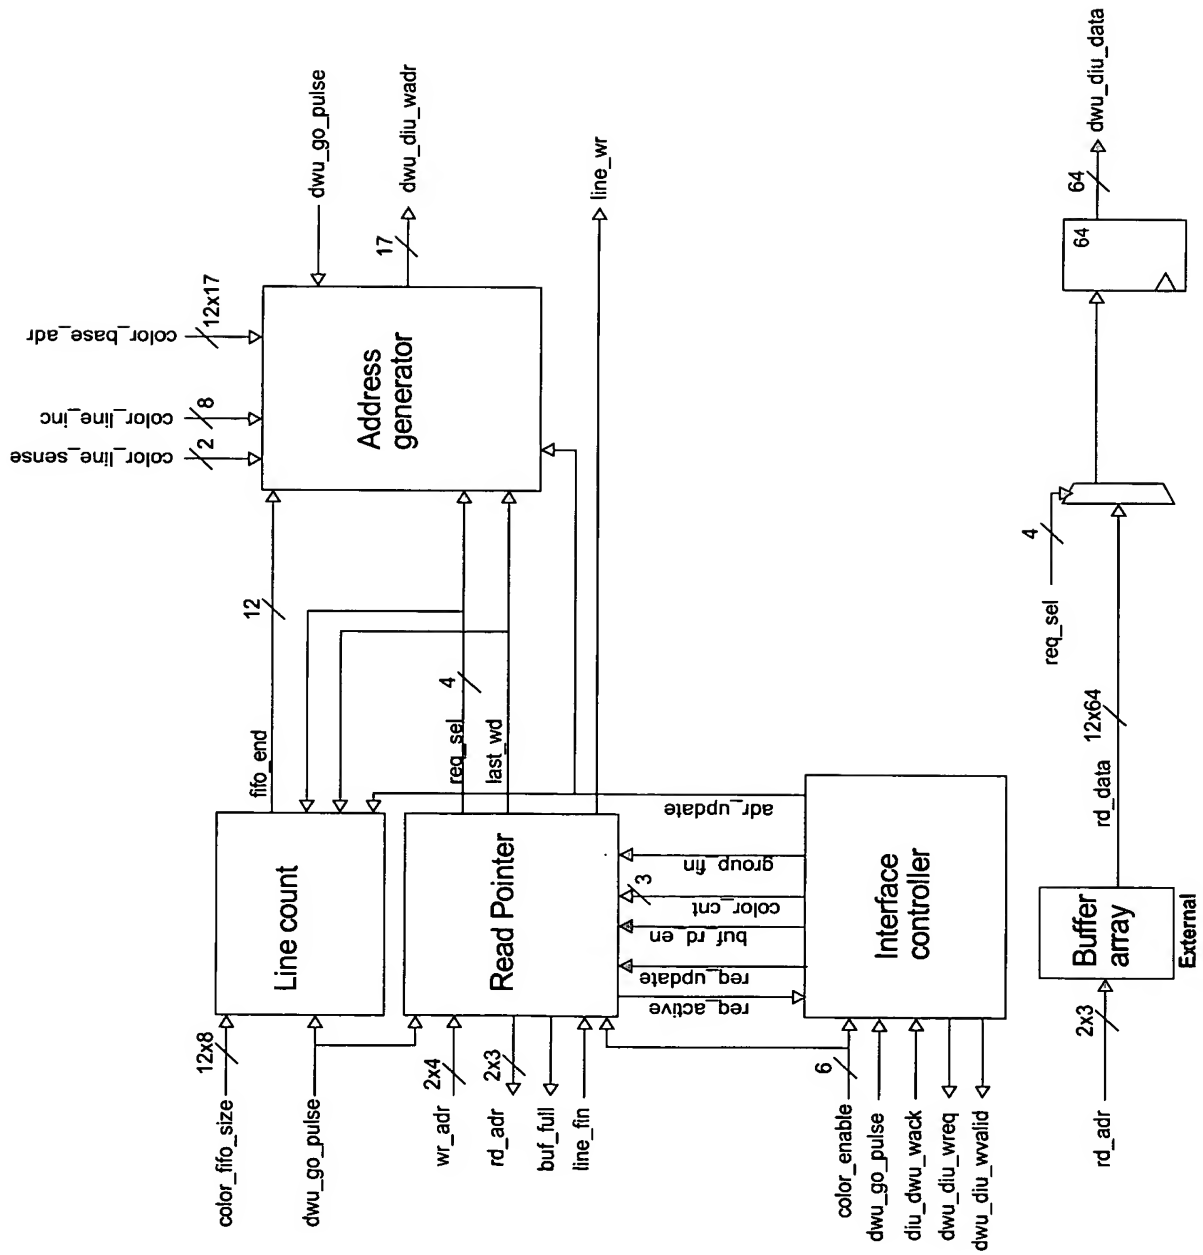 color_line_sense
2
color_line_inc
8
color_base_adr
12x17
dwu_go_pulse
Address
generator
17
dwu_diu_wadr
line_wr
fifo_end
12
color_fifo_size
12x8
Line count
dwu_go_pulse
req_sel
4
last_wd
wr_adr
2x4
rd_adr
2x3
buf_full
line_fin
Read Pointer
req_active
req_update
buf_rd_en
color_cnt
3
group_fin
adr_update
color_enable
6
dwu_go_pulse
diu_dwu_wack
dwu_diu_wreq
dwu_diu_wvalid
Interface
controller
rd_adr
2x3
Buffer
array
External
rd_data
12x64
req_sel
4
64
64
dwu_diu_data